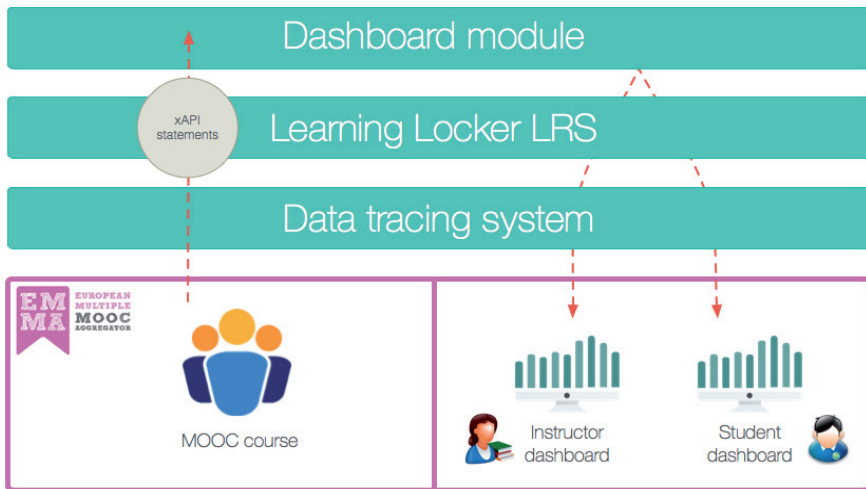 Dashboard module
xAPI
statements
Learning Locker LRS
Data tracing system
EM
MA
EUROPEAN
MULTIPLE
MOOC
AGGREGATOR
MOOC course
Instructor
dashboard
Student
dashboard